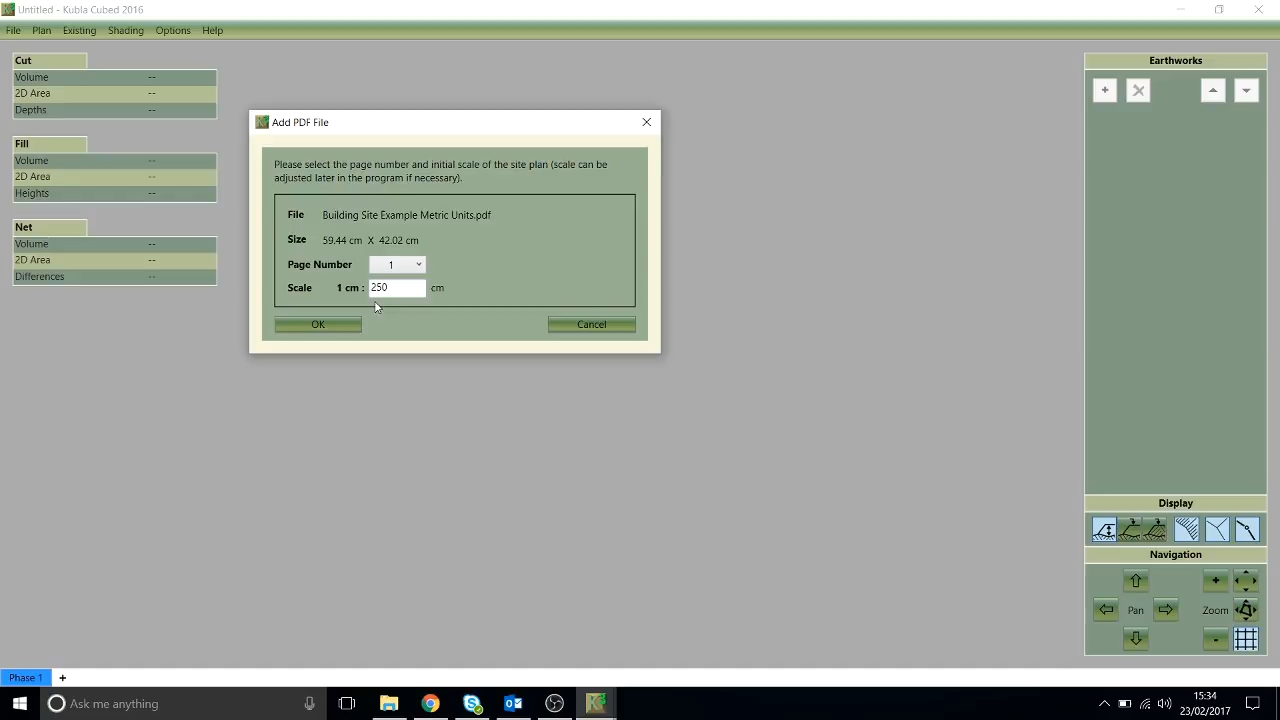 Untitled - Kubla Cubed 2016
File Plan Existing Shading Options Help
Cut
Volume --
2D Area --
Depths --
Fill
Volume --
2D Area --
Heights --
Net
Volume --
2D Area --
Differences --
Add PDF File
Please select the page number and initial scale of the site plan (scale can be
adjusted later in the program if necessary).
File Building Site Example Metric Units.pdf
Size 59.44 cm X 42.02 cm
Page Number 1
Scale 1 cm : 250 cm
OK Cancel
Earthworks
Display
Navigation
Pan Zoom
+
-
Phase 1 +
Ask me anything
15:34
23/02/2017